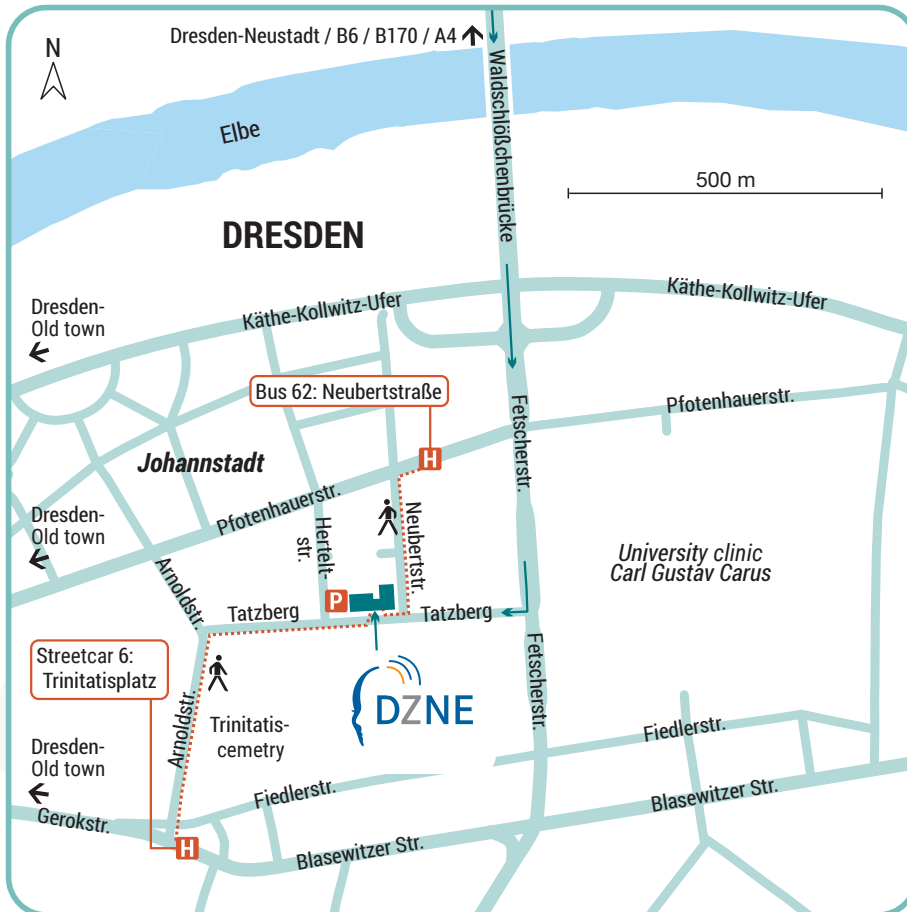 Dresden-Neustadt / B6 / B170 / A4
N
Waldschlößchenbrücke
Elbe
500 m
DRESDEN
Käthe-Kollwitz-Ufer
Käthe-Kollwitz-Ufer
Dresden-
Old town
Bus 62: Neubertstraße
Pfotenhauerstr.
Fetscherstr.
H
Johannstadt
Pfotenhauerstr.
Dresden-
Old town
Hertelt-
str.
Neubertstr.
University clinic
Carl Gustav Carus
Arnoldstr.
P
Tatzberg
Tatzberg
Streetcar 6:
Trinitatisplatz
Fetscherstr.
DZNE
Arnoldstr.
Trinitatis-
cemetry
Fiedlerstr.
Dresden-
Old town
Fiedlerstr.
Blasewitzer Str.
Gerokstr.
H
Blasewitzer Str.